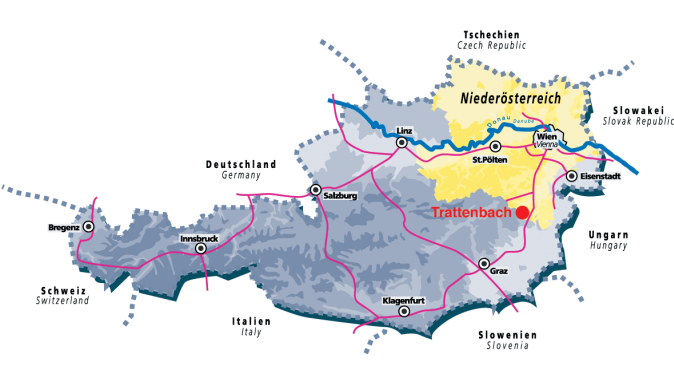 Tschechien
Czech Republic
Niederösterreich
Slowakei
Slovak Republic
Donau Danube
Linz
Wien
Vienna
St.Pölten
Deutschland
Germany
Eisenstadt
Salzburg
Trattenbach
Bregenz
Innsbruck
Ungarn
Hungary
Graz
Schweiz
Switzerland
Klagenfurt
Italien
Italy
Slowenien
Slovenia